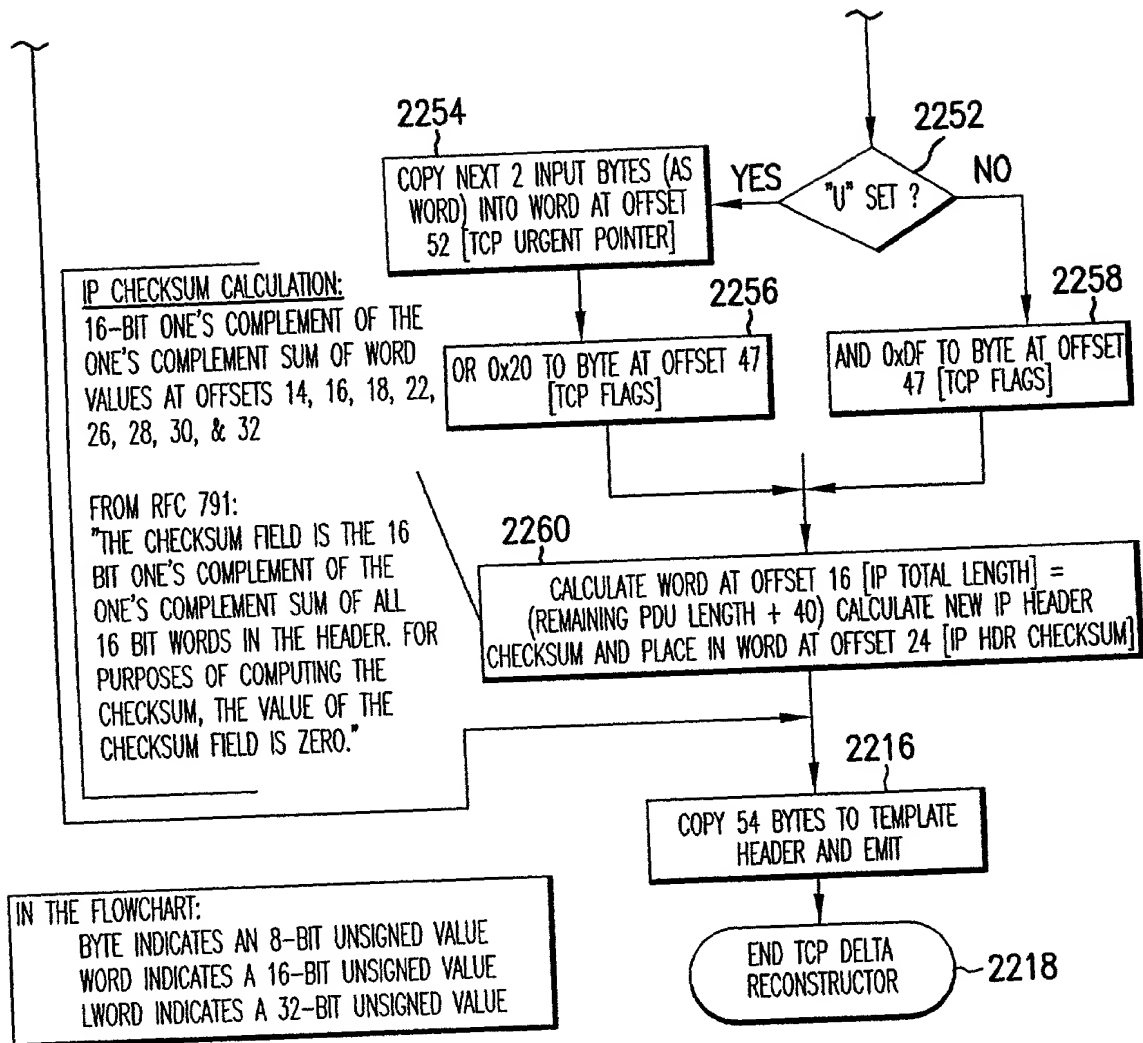 2254
COPY NEXT 2 INPUT BYTES (AS
WORD) INTO WORD AT OFFSET
52 [TCP URGENT POINTER]
YES
2252
"U" SET ?
NO
2256
OR 0x20 TO BYTE AT OFFSET 47
[TCP FLAGS]
2258
AND 0xDF TO BYTE AT OFFSET
47 [TCP FLAGS]
IP CHECKSUM CALCULATION:
16-BIT ONE'S COMPLEMENT OF THE
ONE'S COMPLEMENT SUM OF WORD
VALUES AT OFFSETS 14, 16, 18, 22,
26, 28, 30, & 32
FROM RFC 791:
"THE CHECKSUM FIELD IS THE 16
BIT ONE'S COMPLEMENT OF THE
ONE'S COMPLEMENT SUM OF ALL
16 BIT WORDS IN THE HEADER. FOR
PURPOSES OF COMPUTING THE
CHECKSUM, THE VALUE OF THE
CHECKSUM FIELD IS ZERO."
2260
CALCULATE WORD AT OFFSET 16 [IP TOTAL LENGTH] =
(REMAINING PDU LENGTH + 40) CALCULATE NEW IP HEADER
CHECKSUM AND PLACE IN WORD AT OFFSET 24 [IP HDR CHECKSUM]
2216
COPY 54 BYTES TO TEMPLATE
HEADER AND EMIT
END TCP DELTA
RECONSTRUCTOR
2218
IN THE FLOWCHART:
BYTE INDICATES AN 8-BIT UNSIGNED VALUE
WORD INDICATES A 16-BIT UNSIGNED VALUE
LWORD INDICATES A 32-BIT UNSIGNED VALUE